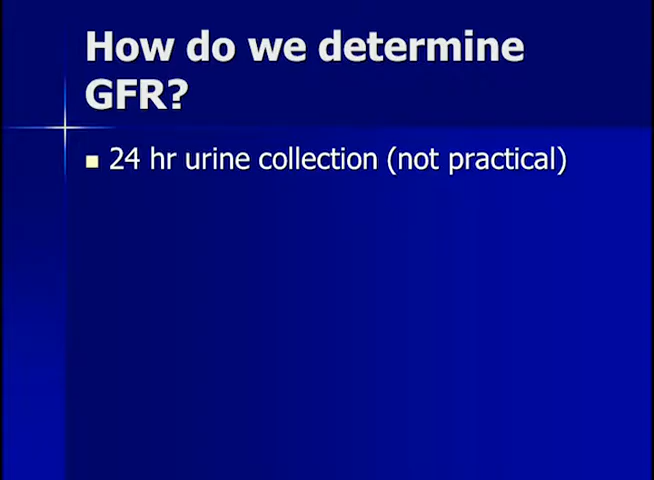 How do we determine
GFR?
24 hr urine collection (not practical)